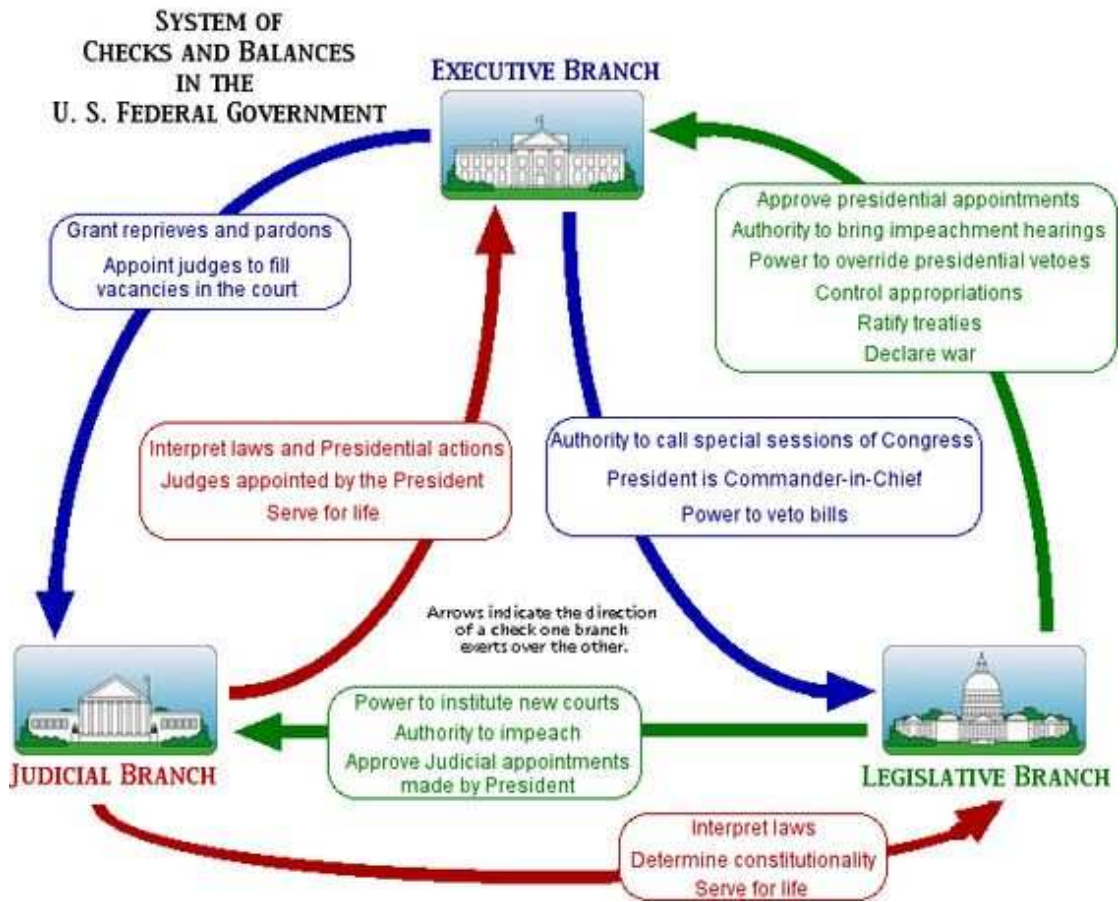 SYSTEM OF
CHECKS AND BALANCES
IN THE
U. S. FEDERAL GOVERNMENT
EXECUTIVE BRANCH
Grant reprieves and pardons
Appoint judges to fill
vacancies in the court
Approve presidential appointments
Authority to bring impeachment hearings
Power to override presidential vetoes
Control appropriations
Ratify treaties
Declare war
Interpret laws and Presidential actions
Judges appointed by the President
Serve for life
Authority to call special sessions of Congress
President is Commander-in-Chief
Power to veto bills
Arrows indicate the direction
of a check one branch
exerts over the other.
JUDICIAL BRANCH
Power to institute new courts
Authority to impeach
Approve Judicial appointments
made by President
LEGISLATIVE BRANCH
Interpret laws
Determine constitutionality
Serve for life